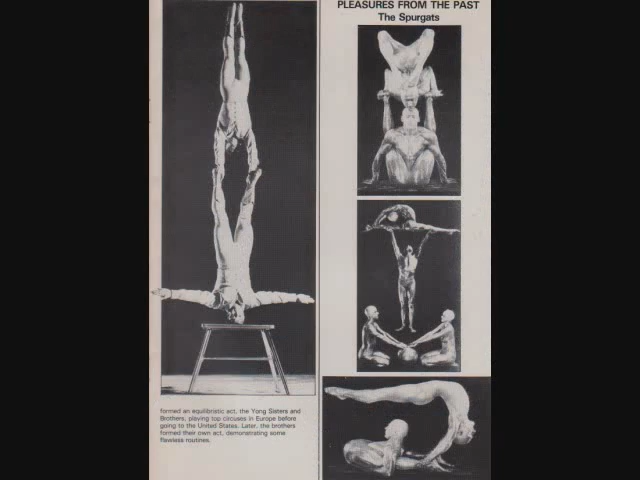 PLEASURES FROM THE PAST
The Spurgats
formed an equilibristic act, the Yong Sisters and
Brothers, playing top circuses in Europe before
going to the United States. Later, the brothers
formed their own act, demonstrating some
flawless routines.